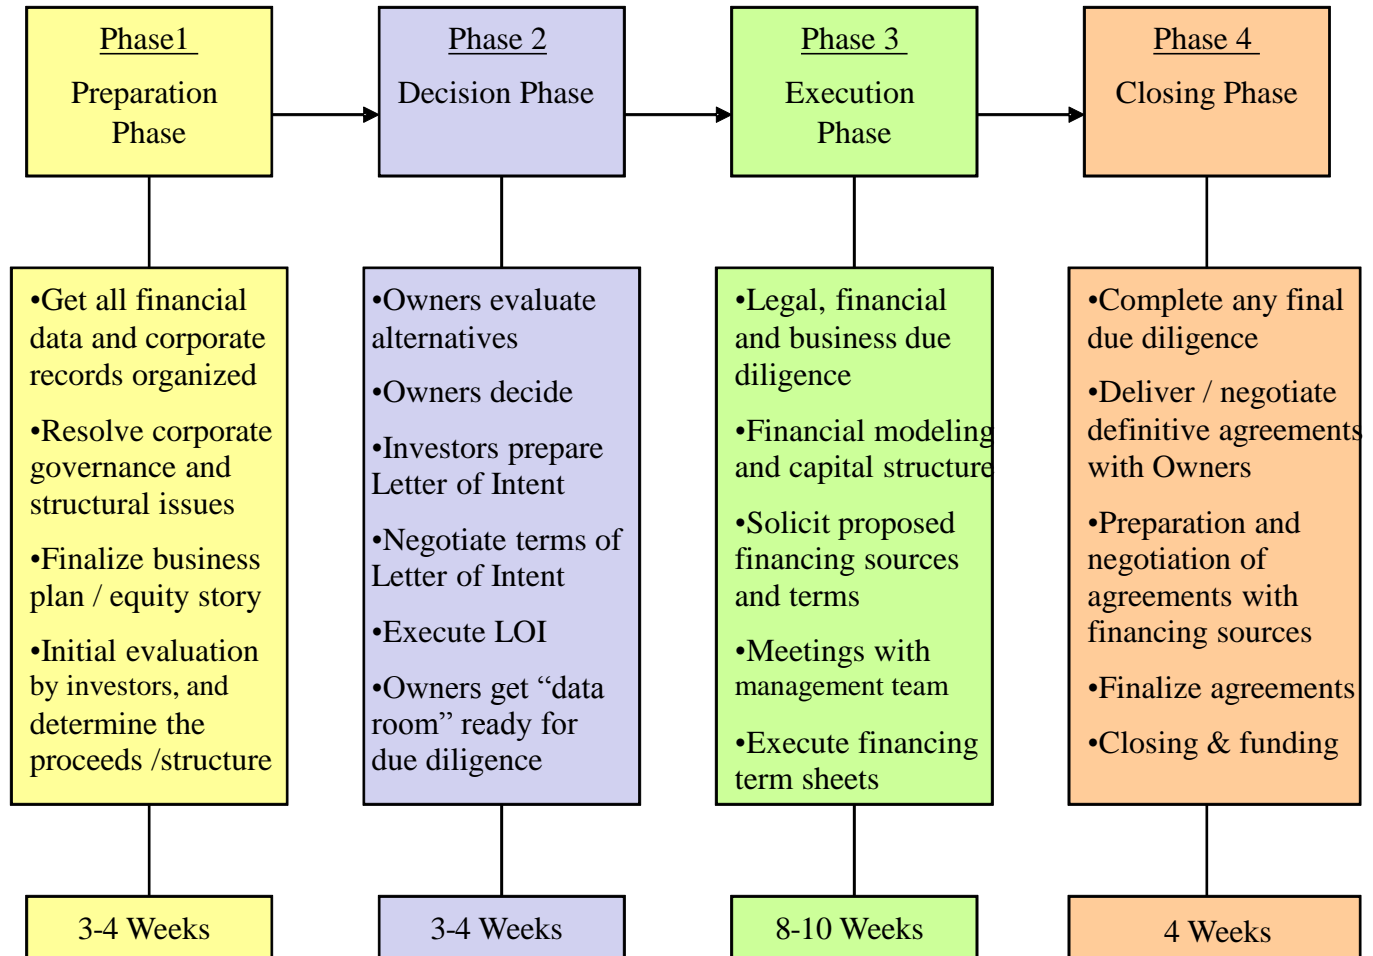 Phase1
Preparation
Phase
Phase 2
Decision Phase
Phase 3
Execution
Phase
Phase 4
Closing Phase
•Get all financial
data and corporate
records organized
•Resolve corporate
governance and
structural issues
•Finalize business
plan / equity story
•Initial evaluation
by investors, and
determine the
proceeds /structure
•Owners evaluate
alternatives
•Owners decide
•Investors prepare
Letter of Intent
•Negotiate terms of
Letter of Intent
•Execute LOI
•Owners get “data
room” ready for
due diligence
•Legal, financial
and business due
diligence
•Financial modeling
and capital structure
•Solicit proposed
financing sources
and terms
•Meetings with
management team
•Execute financing
term sheets
•Complete any final
due diligence
•Deliver / negotiate
definitive agreements
with Owners
•Preparation and
negotiation of
agreements with
financing sources
•Finalize agreements
•Closing & funding
3-4 Weeks
3-4 Weeks
8-10 Weeks
4 Weeks